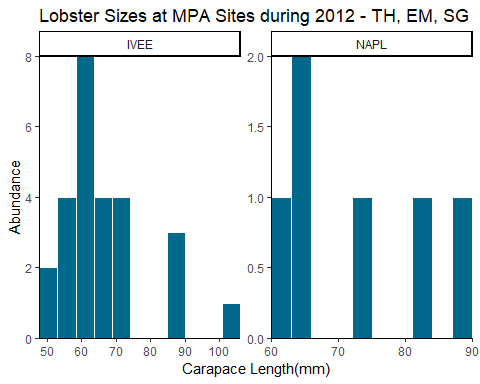 Lobster Sizes at MPA Sites during 2012 - TH, EM, SG
IVEE
NAPL
Abundance
8
6
4
2
0
2.0
1.5
1.0
0.5
0.0
50 60 70 80 90 100
60 70 80 90
Carapace Length(mm)